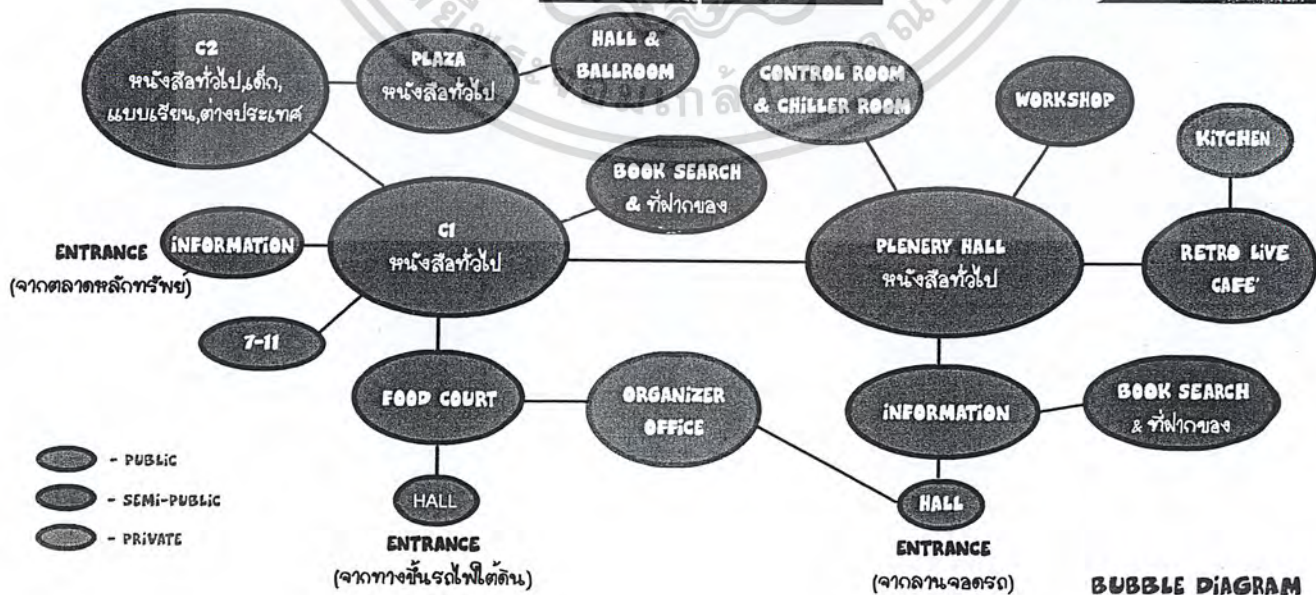 C2
หนังสือทั่วไป,เด็ก,
แบบเรียน,ต่างประเทศ
PLAZA
หนังสือทั่วไป
HALL &
BALLROOM
CONTROL ROOM
& CHILLER ROOM
WORKSHOP
KITCHEN
BOOK SEARCH
& ที่ฝากของ
C1
หนังสือทั่วไป
PLENERY HALL
หนังสือทั่วไป
RETRO LIVE
CAFE'
INFORMATION
ENTRANCE
(จากตลาดหลักทรัพย์)
7-11
FOOD COURT
ORGANIZER
OFFICE
INFORMATION
BOOK SEARCH
& ที่ฝากของ
- PUBLIC
- SEMI-PUBLIC
- PRIVATE
HALL
ENTRANCE
(จากทางขึ้นรถไฟใต้ดิน)
HALL
ENTRANCE
(จากลานจอดรถ)
BUBBLE DIAGRAM